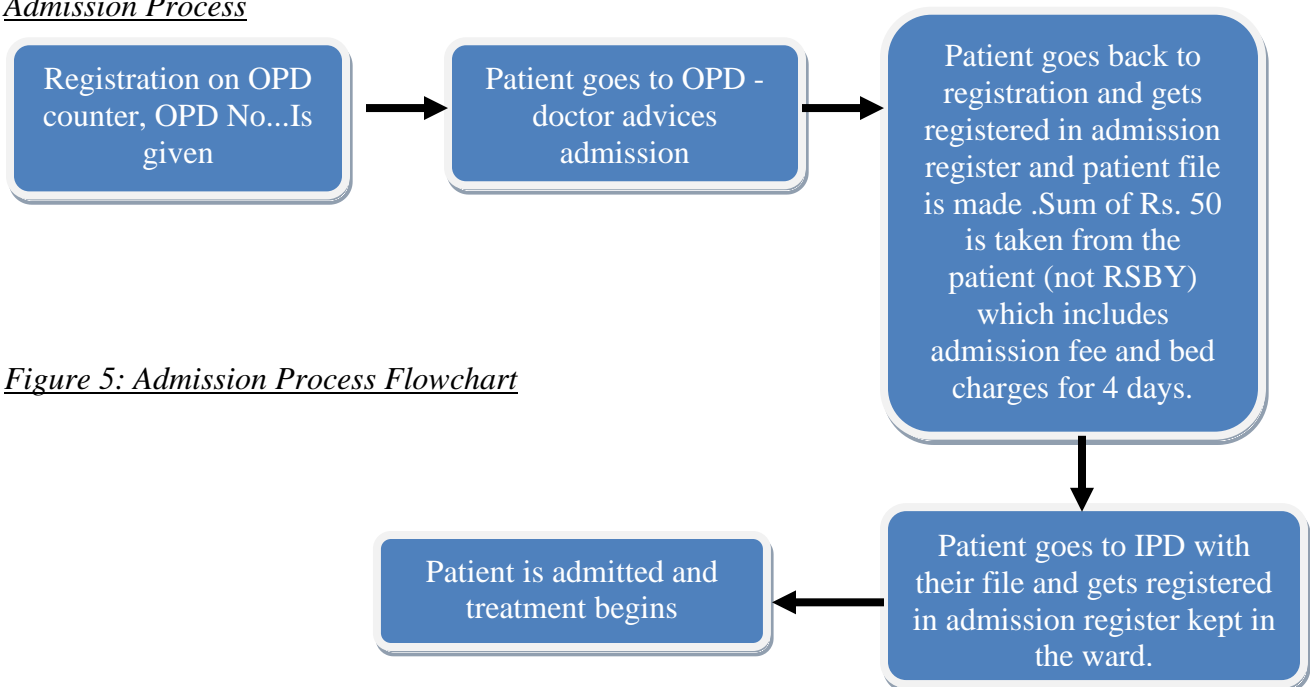 Admission Process
Registration on OPD
counter, OPD No...Is
given
Patient goes to OPD -
doctor advices
admission
Patient goes back to
registration and gets
registered in admission
register and patient file
is made .Sum of Rs. 50
is taken from the
patient (not RSBY)
which includes
admission fee and bed
charges for 4 days.
Figure 5: Admission Process Flowchart
Patient goes to IPD with
their file and gets registered
in admission register kept in
the ward.
Patient is admitted and
treatment begins